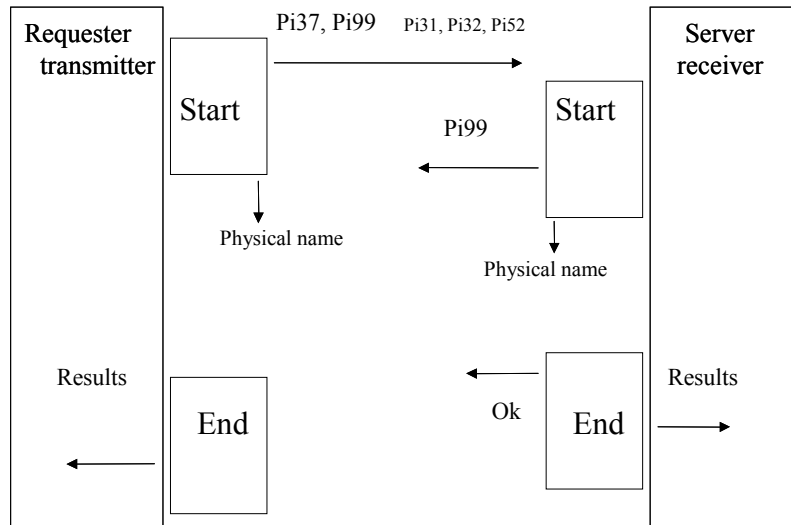 Requester
transmitter
Pi37, Pi99 Pi31, Pi32, Pi52
Server
receiver
Start
Start
Pi99
Physical name
Physical name
Results
Ok
Results
End
End